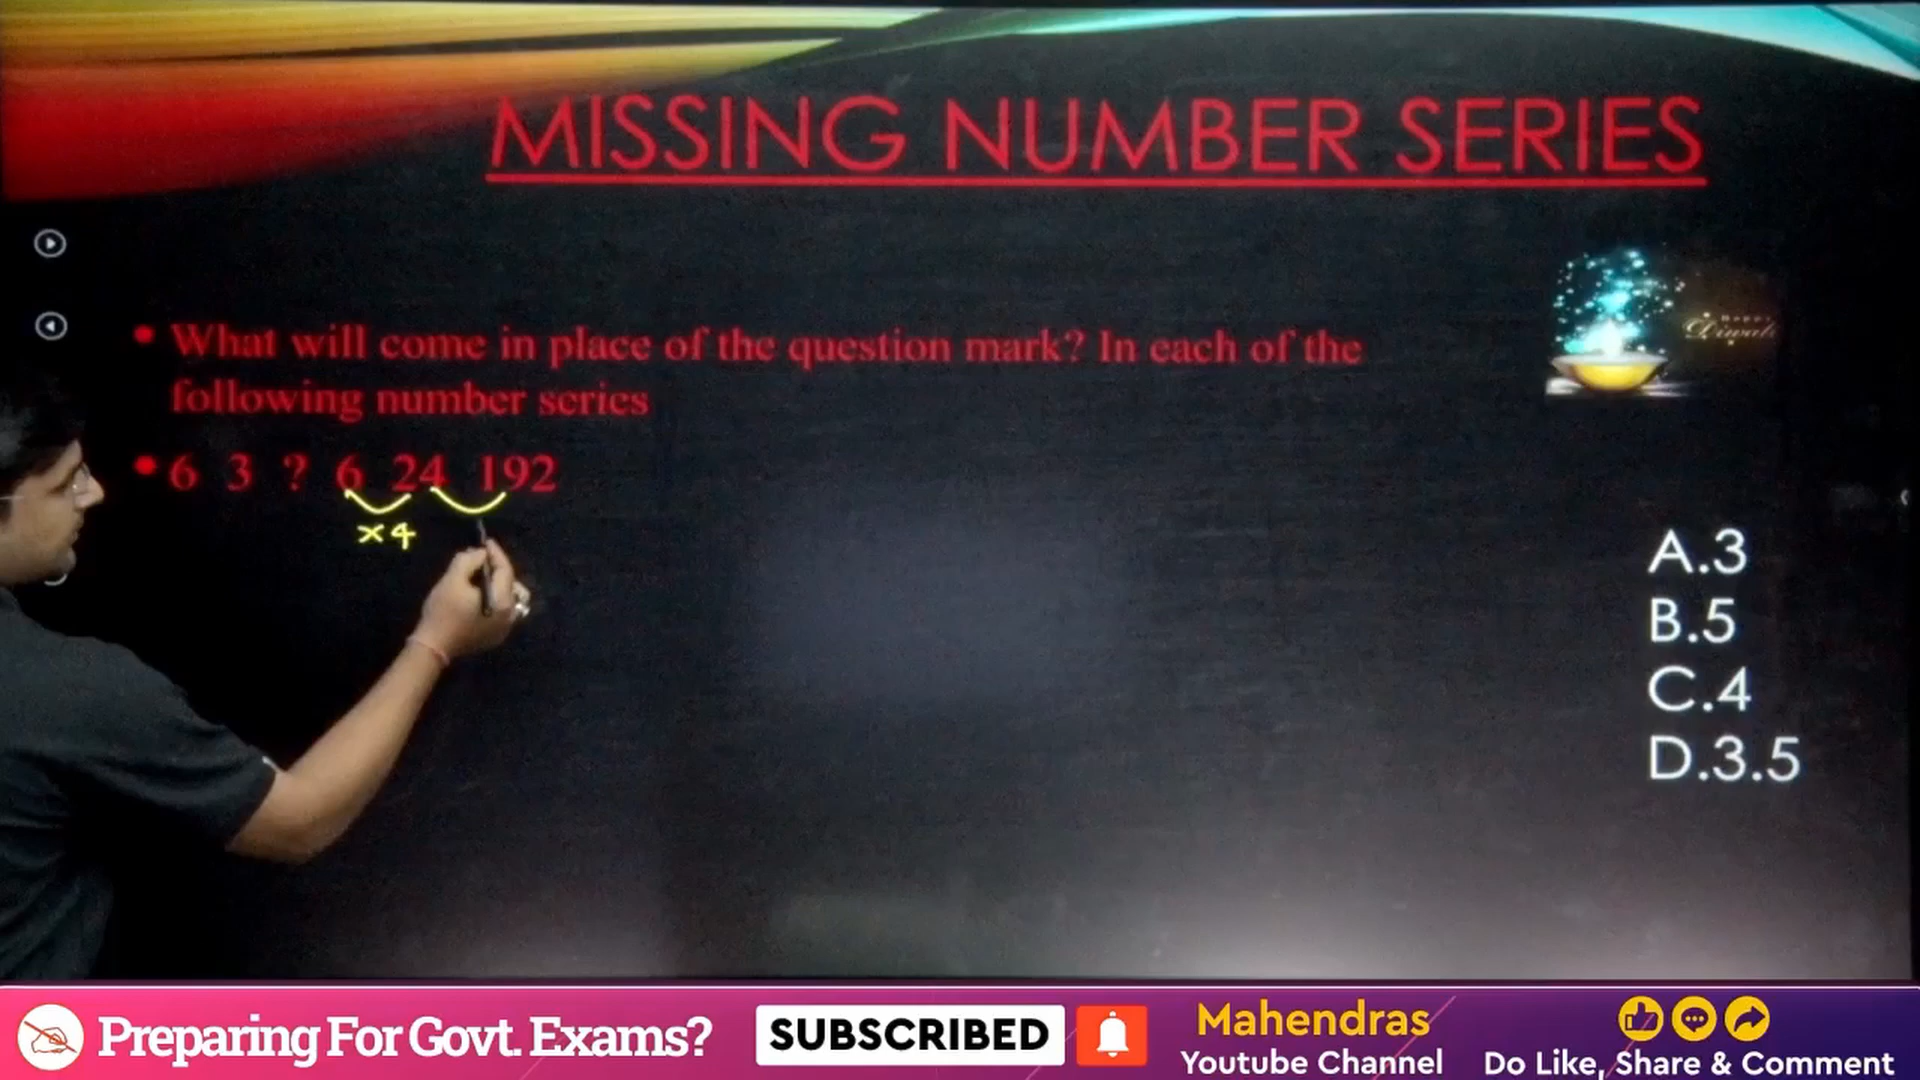 MISSING NUMBER SERIES
• What will come in place of the question mark? In each of the
following number series
• 6 3 ? 6 24 192
×4
A.3
B.5
C.4
D.3.5
Happy
Diwali
Preparing For Govt. Exams?
SUBSCRIBED
Mahendras
Youtube Channel
Do Like, Share & Comment